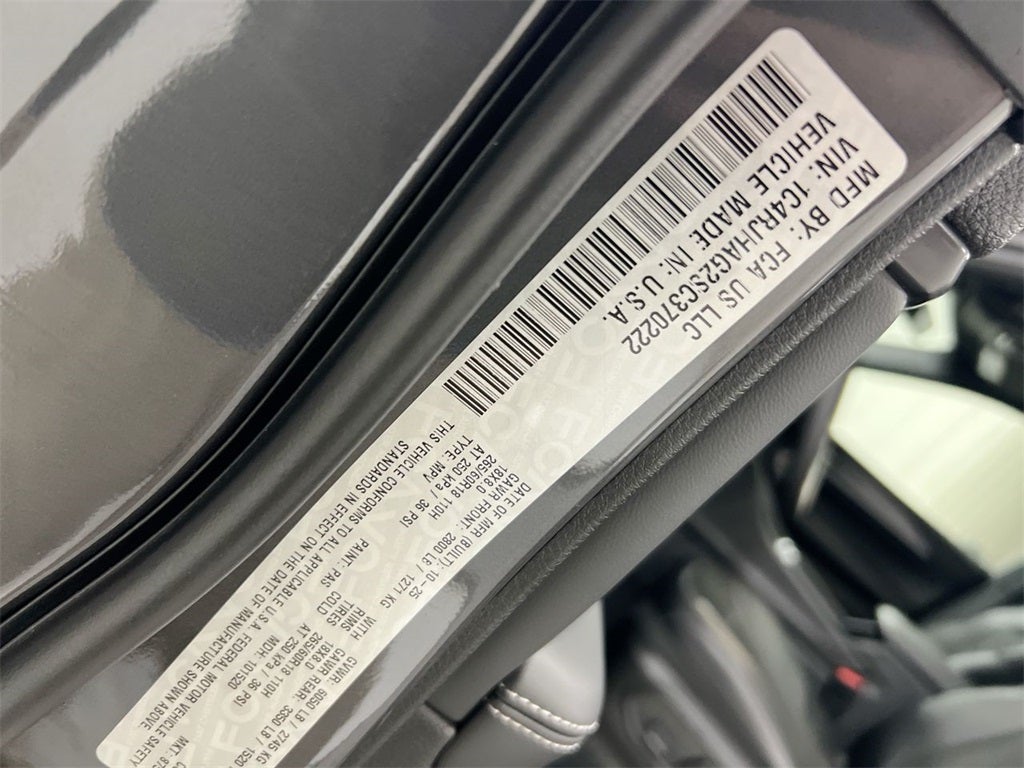 MFD BY: FCA US LLC
VIN: 1C4RJHAG2SC370222
VEHICLE MADE IN: U.S.A.
DATE OF MFR (BUILT): 10-25 GVWR: 6050 LB / 2745 KG
GAWR FRONT: 2800 LB / 1271 KG WITH GAWR REAR: 3350 LB / 1520
18X8.0 RIMS 18X8.0
265/60R18 110H TIRES 265/60R18 110H
AT 250 kPa / 36 PSI COLD AT 250 kPa / 36 PSI
TYPE: MPV PAINT: PAS MDH: 101520 MKT:
THIS VEHICLE CONFORMS TO ALL APPLICABLE U.S.A. FEDERAL MOTOR VEHICLE SAFETY
STANDARDS IN EFFECT ON THE DATE OF MANUFACTURE SHOWN ABOVE